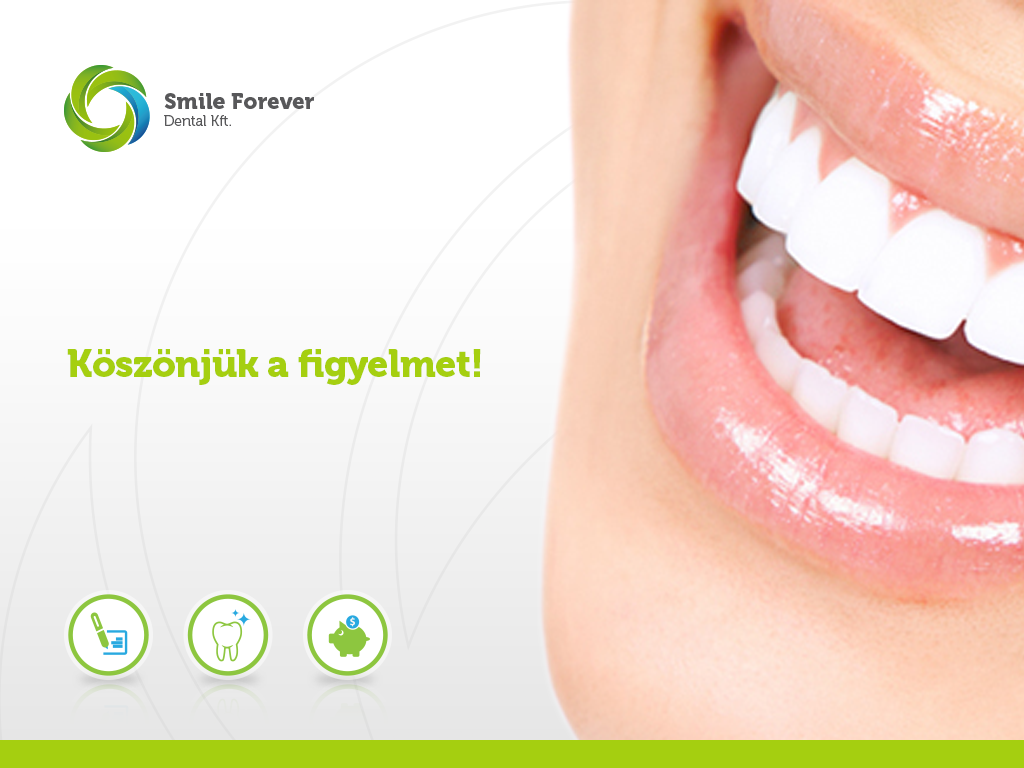 Smile Forever
Dental Kft.
Köszönjük a figyelmet!
$